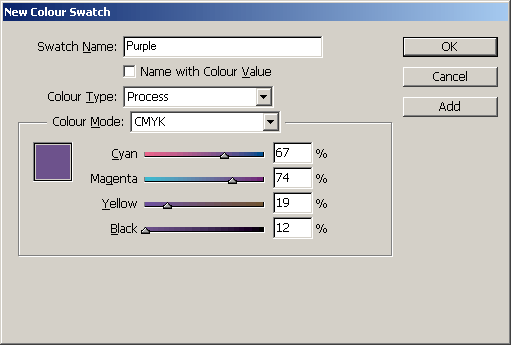 New Colour Swatch
Swatch Name: Purple
OK
Name with Colour Value
Cancel
Colour Type: Process
Add
Colour Mode: CMYK
Cyan 67 %
Magenta 74 %
Yellow 19 %
Black 12 %